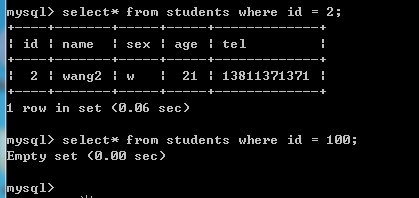 mysql> select* from students where id = 2;
+----+-------+-----+-----+-------------+
| id | name  | sex | age | tel         |
+----+-------+-----+-----+-------------+
|  2 | wang2 | w   |  21 | 13811371371 |
+----+-------+-----+-----+-------------+
1 row in set (0.06 sec)
mysql> select* from students where id = 100;
Empty set (0.00 sec)
mysql>